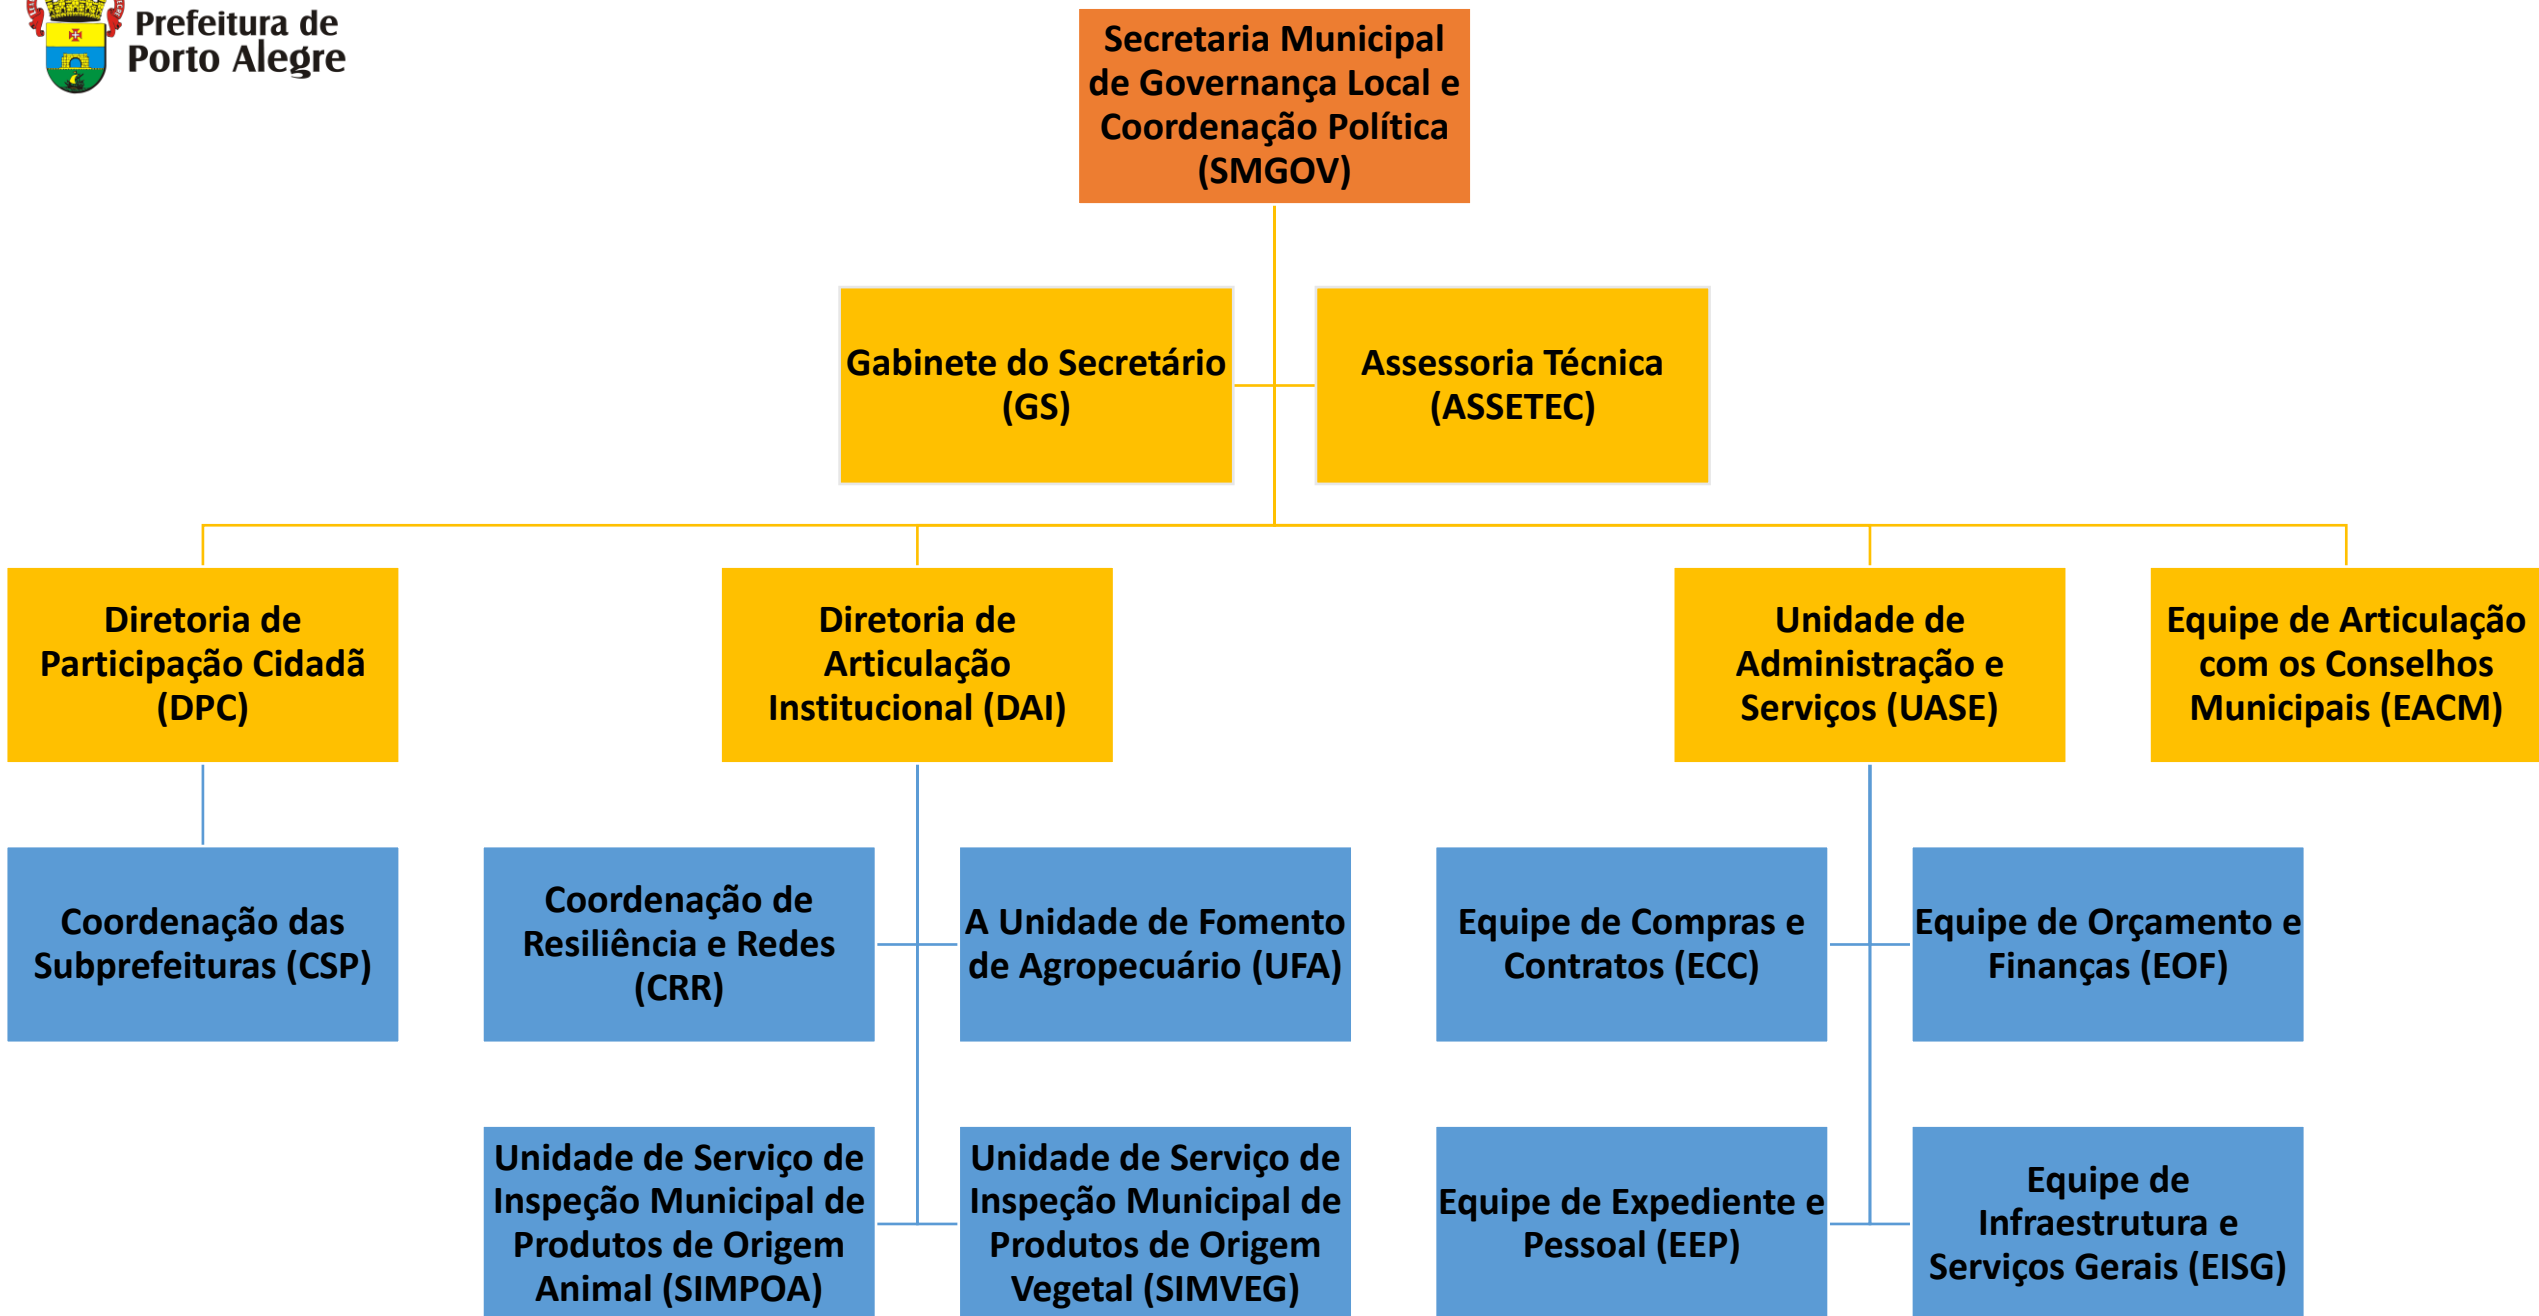 Prefeitura de
Porto Alegre
Secretaria Municipal
de Governança Local e
Coordenação Política
(SMGOV)
Gabinete do Secretário
(GS)
Assessoria Técnica
(ASSETEC)
Diretoria de
Participação Cidadã
(DPC)
Diretoria de
Articulação
Institucional (DAI)
Unidade de
Administração e
Serviços (UASE)
Equipe de Articulação
com os Conselhos
Municipais (EACM)
Coordenação das
Subprefeituras (CSP)
Coordenação de
Resiliência e Redes
(CRR)
A Unidade de Fomento
de Agropecuário (UFA)
Equipe de Compras e
Contratos (ECC)
Equipe de Orçamento e
Finanças (EOF)
Unidade de Serviço de
Inspeção Municipal de
Produtos de Origem
Animal (SIMPOA)
Unidade de Serviço de
Inspeção Municipal de
Produtos de Origem
Vegetal (SIMVEG)
Equipe de Expediente e
Pessoal (EEP)
Equipe de
Infraestrutura e
Serviços Gerais (EISG)